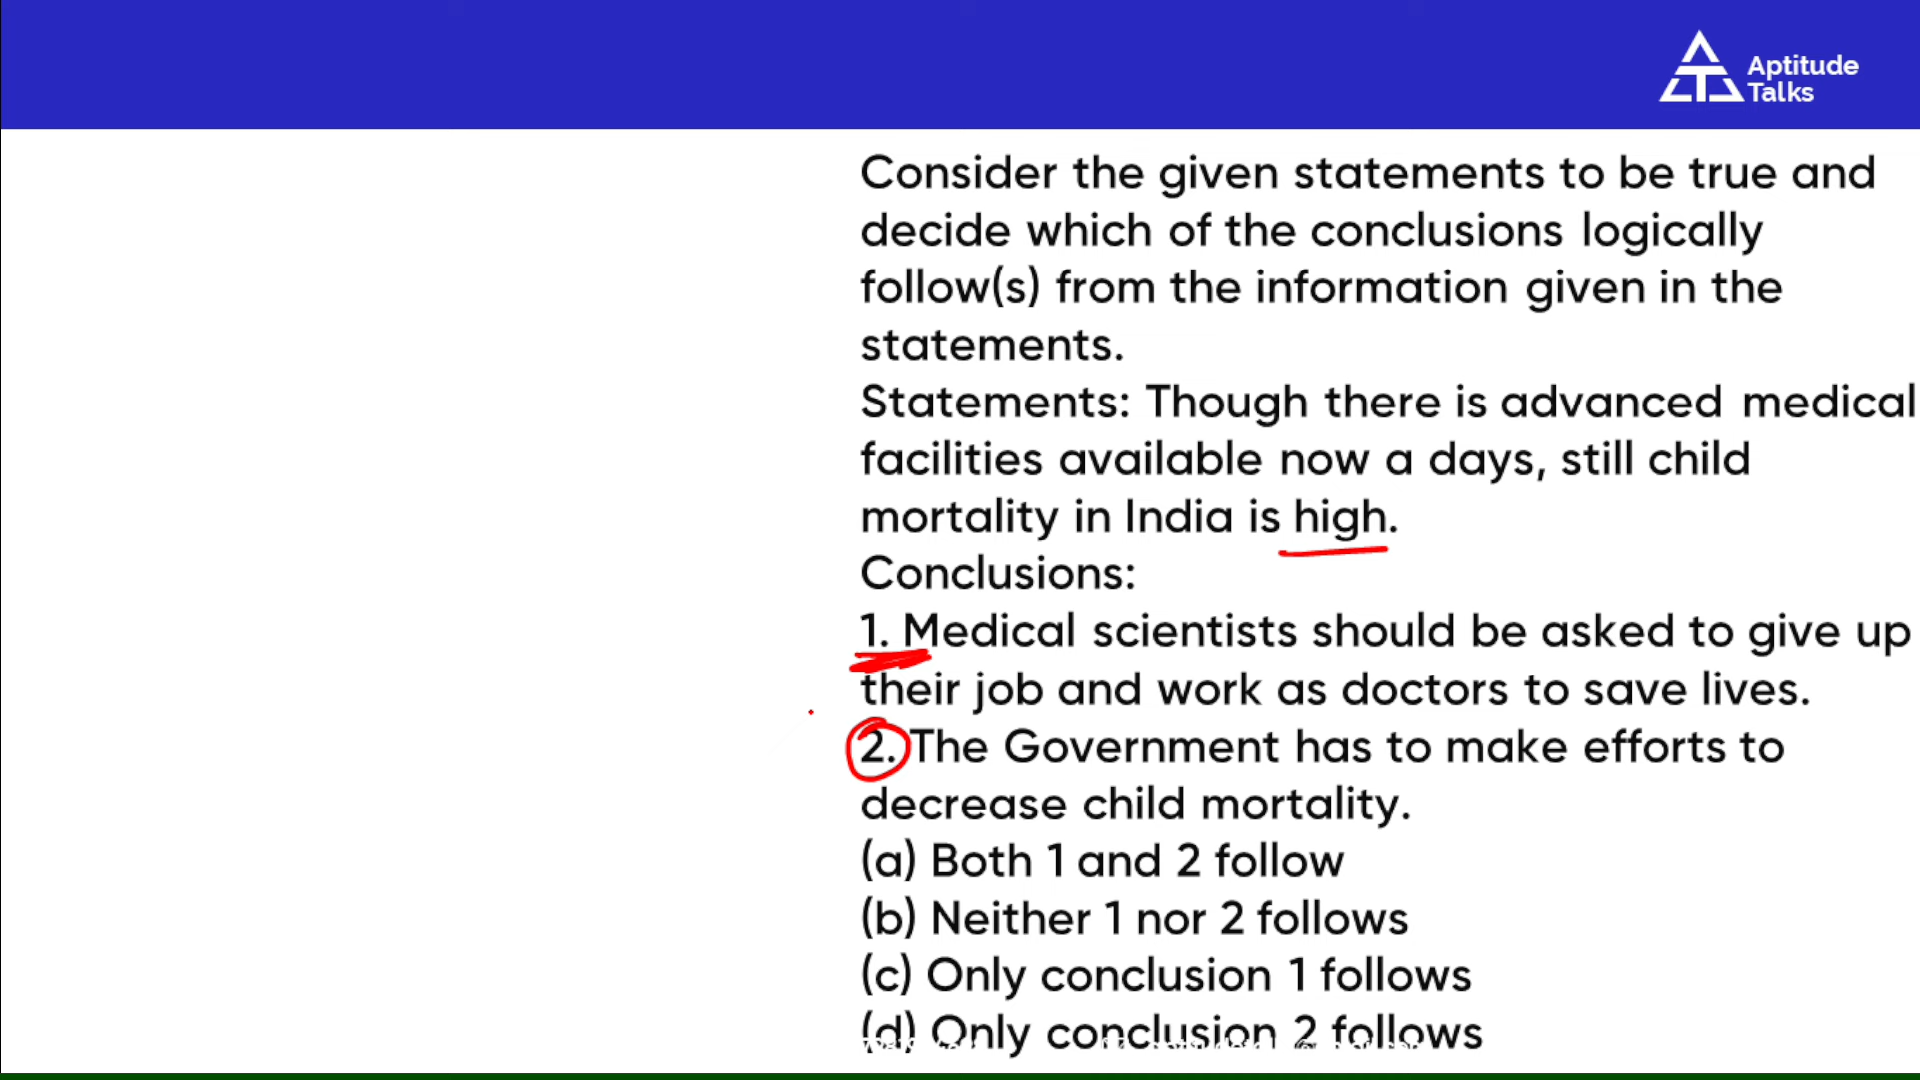 Aptitude
Talks
Consider the given statements to be true and
decide which of the conclusions logically
follow(s) from the information given in the
statements.
Statements: Though there is advanced medical
facilities available now a days, still child
mortality in India is high.
Conclusions:
1. Medical scientists should be asked to give up
their job and work as doctors to save lives.
2. The Government has to make efforts to
decrease child mortality.
(a) Both 1 and 2 follow
(b) Neither 1 nor 2 follows
(c) Only conclusion 1 follows
(d) Only conclusion 2 follows